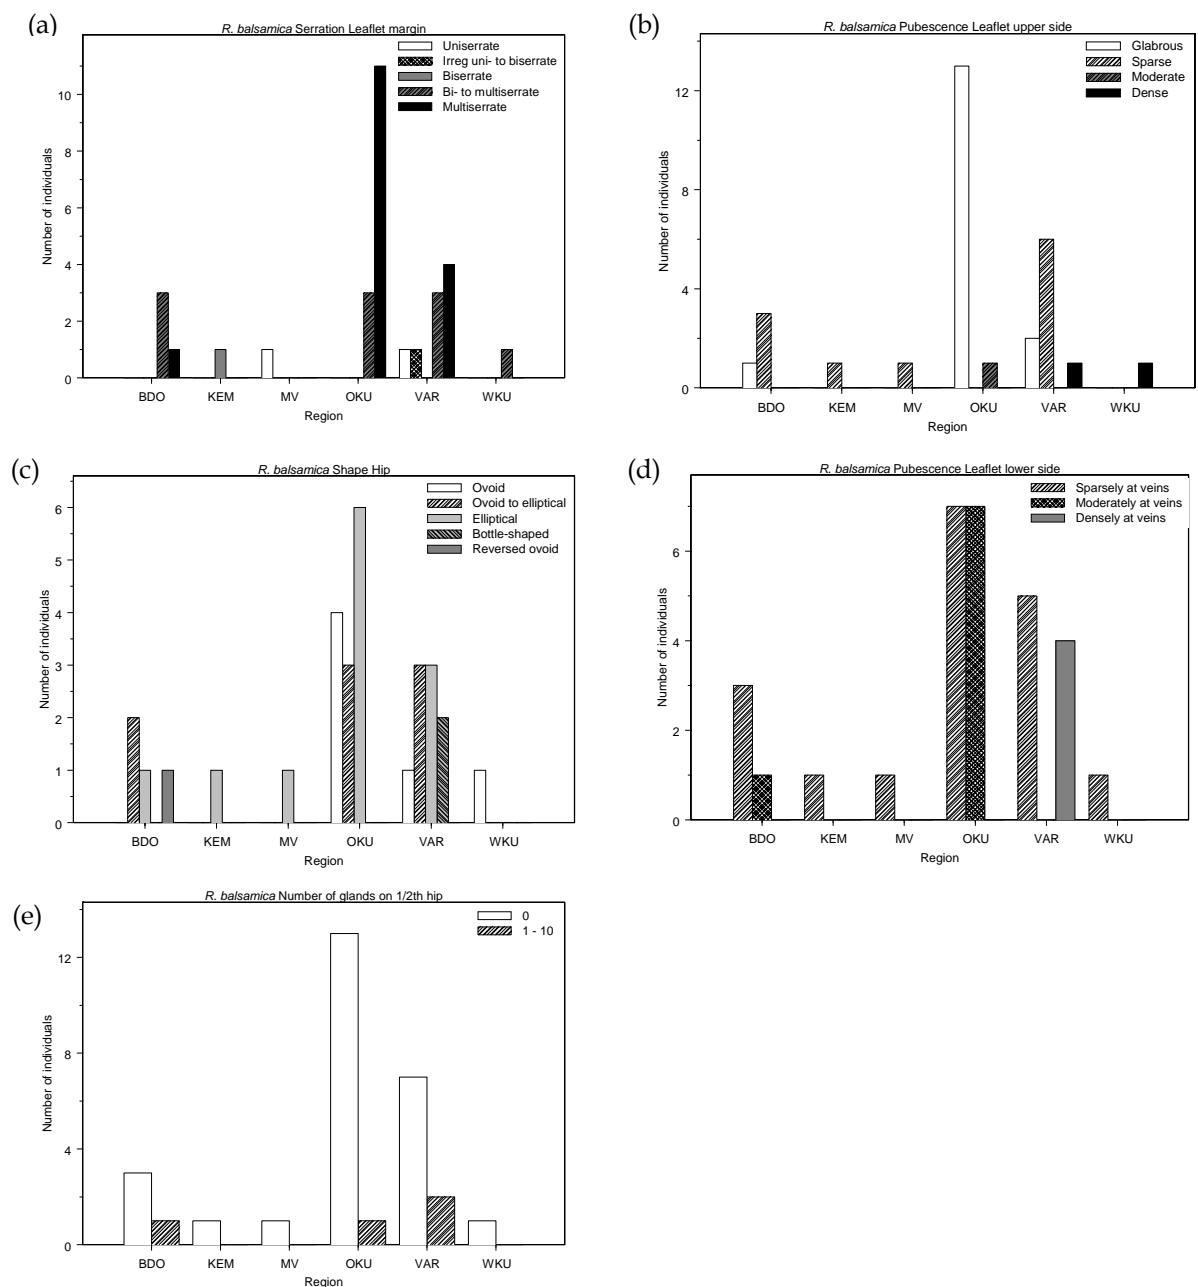 (a)
R. balsamica Serration Leaflet margin
Uniserrate
Irreg uni- to biserrate
Biserrate
Bi- to multiserrate
Multiserrate
Number of individuals
10
8
6
4
2
0
BDO KEM MV OKU VAR WKU
Region
(b)
R. balsamica Pubescence Leaflet upper side
Glabrous
Sparse
Moderate
Dense
Number of individuals
12
8
4
0
BDO KEM MV OKU VAR WKU
Region
(c)
R. balsamica Shape Hip
Ovoid
Ovoid to elliptical
Elliptical
Bottle-shaped
Reversed ovoid
Number of individuals
6
5
4
3
2
1
0
BDO KEM MV OKU VAR WKU
Region
(d)
R. balsamica Pubescence Leaflet lower side
Sparsely at veins
Moderately at veins
Densely at veins
Number of individuals
6
4
2
0
BDO KEM MV OKU VAR WKU
Region
(e)
R. balsamica Number of glands on 1/2th hip
0
1 - 10
Number of individuals
12
8
4
0
BDO KEM MV OKU VAR WKU
Region